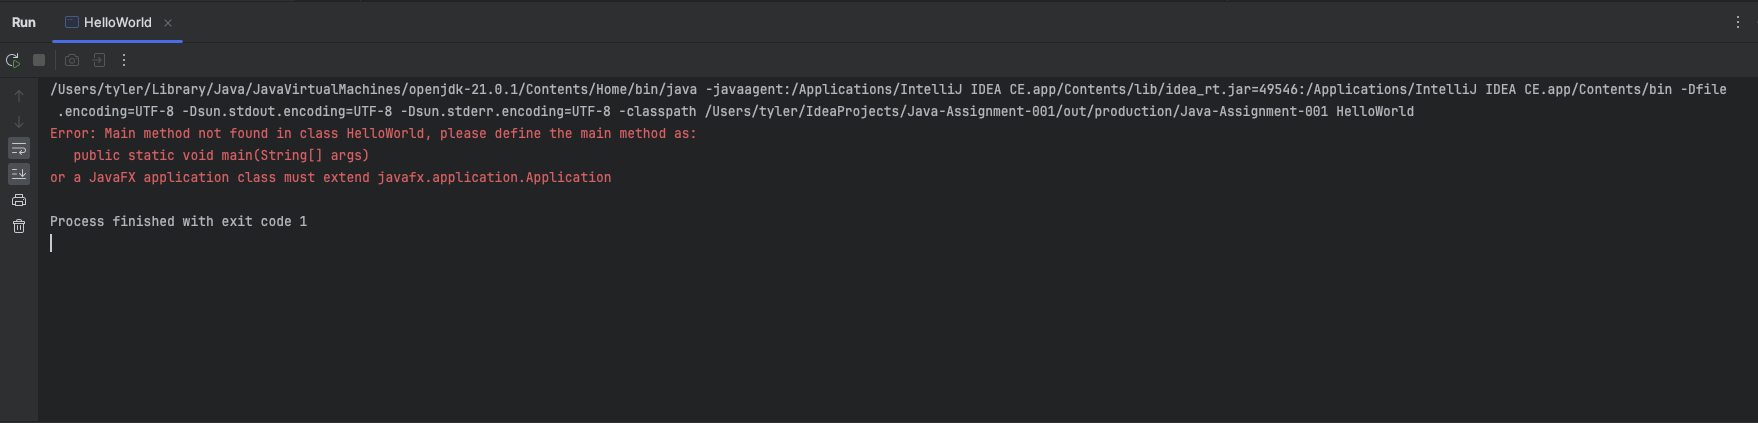 Run HelloWorld
/Users/tyler/Library/Java/JavaVirtualMachines/openjdk-21.0.1/Contents/Home/bin/java -javaagent:/Applications/IntelliJ IDEA CE.app/Contents/lib/idea_rt.jar=49546:/Applications/IntelliJ IDEA CE.app/Contents/bin -Dfile
.encoding=UTF-8 -Dsun.stdout.encoding=UTF-8 -Dsun.stderr.encoding=UTF-8 -classpath /Users/tyler/IdeaProjects/Java-Assignment-001/out/production/Java-Assignment-001 HelloWorld
Error: Main method not found in class HelloWorld, please define the main method as:
public static void main(String[] args)
or a JavaFX application class must extend javafx.application.Application
Process finished with exit code 1